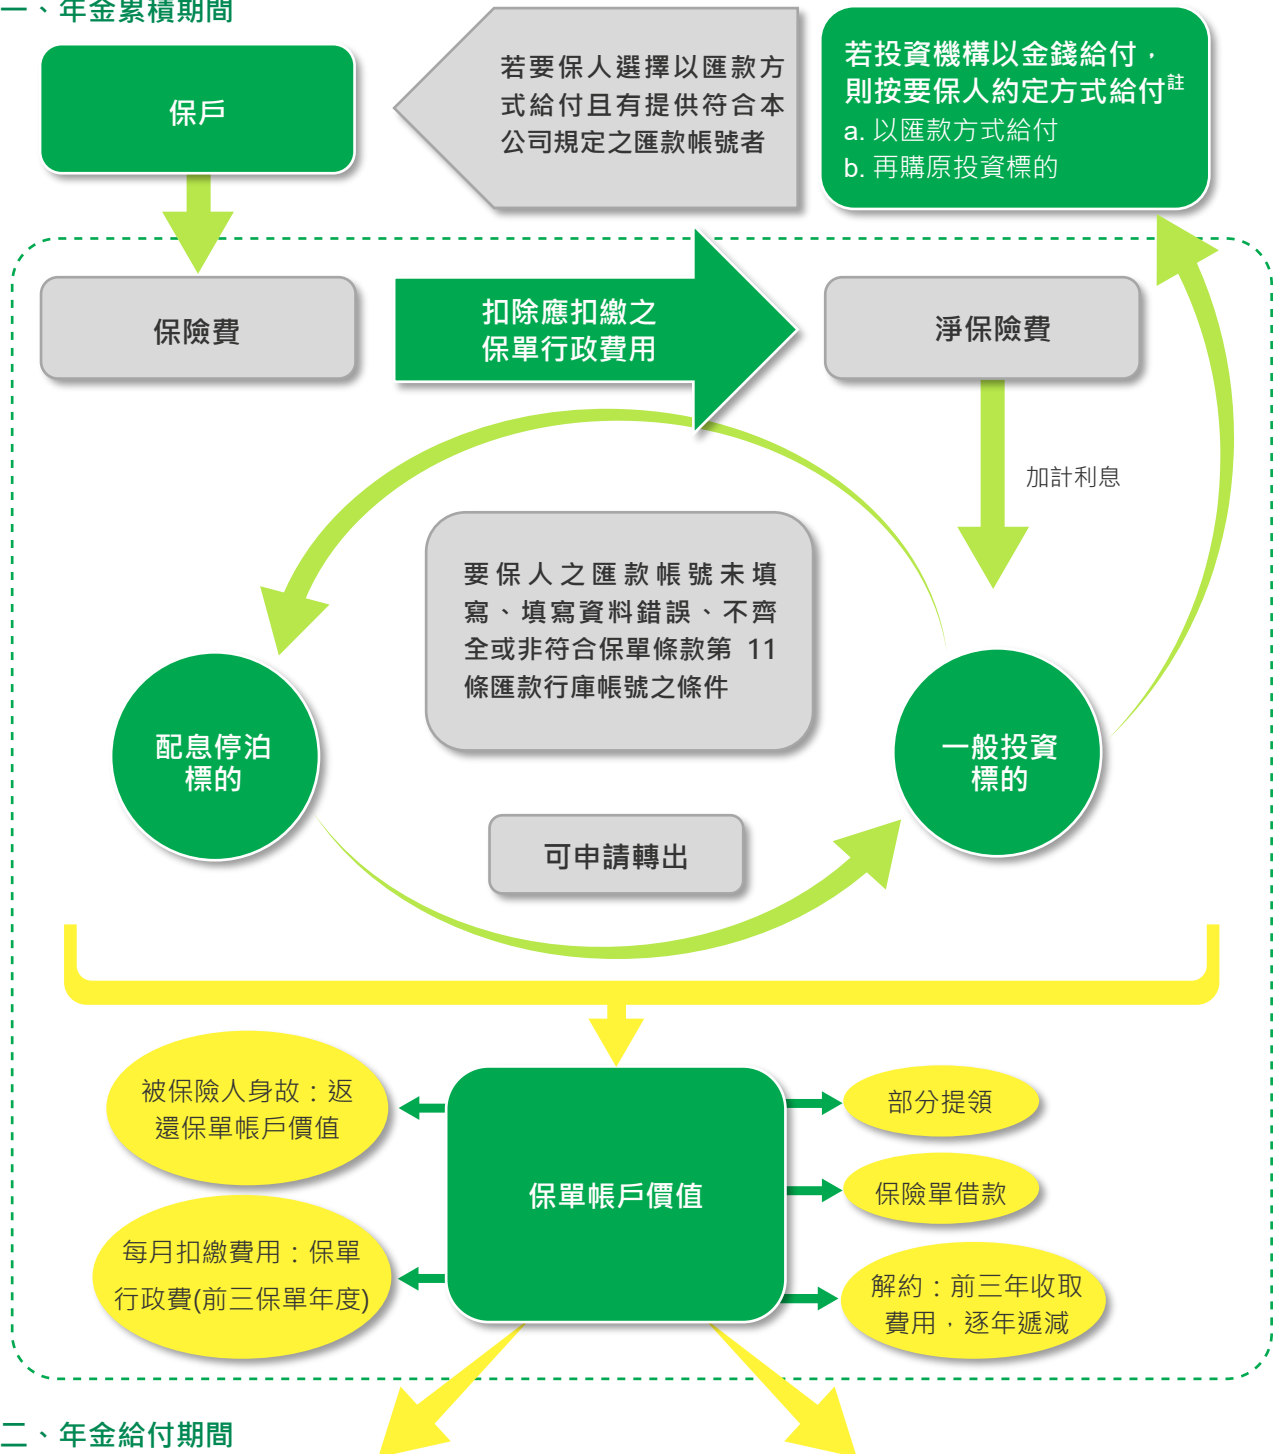 一、年金累積期間
保戶
若要保人選擇以匯款方
式給付且有提供符合本
公司規定之匯款帳號者
若投資機構以金錢給付，
則按要保人約定方式給付註
a. 以匯款方式給付
b. 再購原投資標的
保險費
扣除應扣繳之
保單行政費用
淨保險費
加計利息
要保人之匯款帳號未填
寫、填寫資料錯誤、不齊
全或非符合保單條款第 11
條匯款行庫帳號之條件
配息停泊
標的
一般投資
標的
可申請轉出
被保險人身故：返
還保單帳戶價值
每月扣繳費用：保單
行政費(前三保單年度)
保單帳戶價值
部分提領
保險單借款
解約：前三年收取
費用，逐年遞減
二、年金給付期間